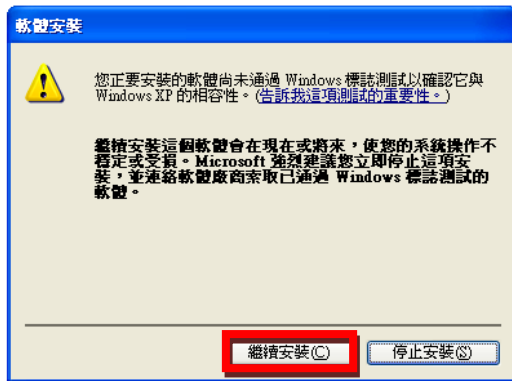 軟體安裝
您正要安裝的軟體尚未通過 Windows 標誌測試以確認它與
Windows XP 的相容性。(告訴我這項測試的重要性。)
繼續安裝這個軟體會在現在或將來，使您的系統操作不
穩定或受損。Microsoft 強烈建議您立即停止這項安
裝，並連絡軟體廠商索取已通過 Windows 標誌測試的
軟體。
繼續安裝(C)
停止安裝(S)